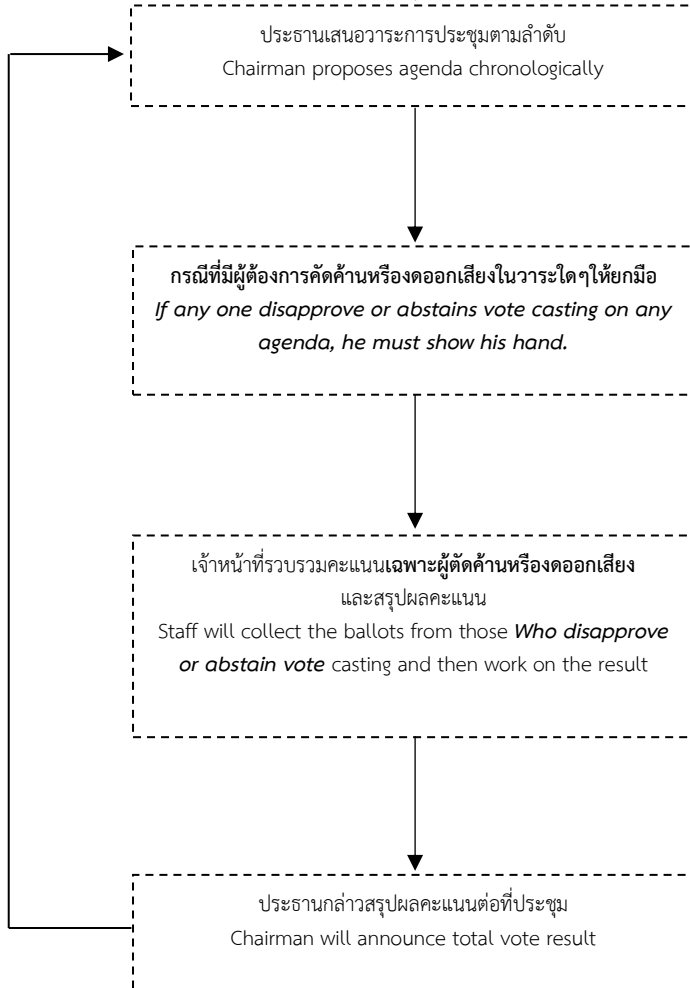 ประธานเสนอวาระการประชุมตามลำดับ
Chairman proposes agenda chronologically
กรณีที่มีผู้ต้องการคัดค้านหรืองดออกเสียงในวาระใดๆให้ยกมือ
If any one disapprove or abstains vote casting on any
agenda, he must show his hand.
เจ้าหน้าที่รวบรวมคะแนนเฉพาะผู้ตัดค้านหรืองดออกเสียง
และสรุปผลคะแนน
Staff will collect the ballots from those Who disapprove
or abstain vote casting and then work on the result
ประธานกล่าวสรุปผลคะแนนต่อที่ประชุม
Chairman will announce total vote result